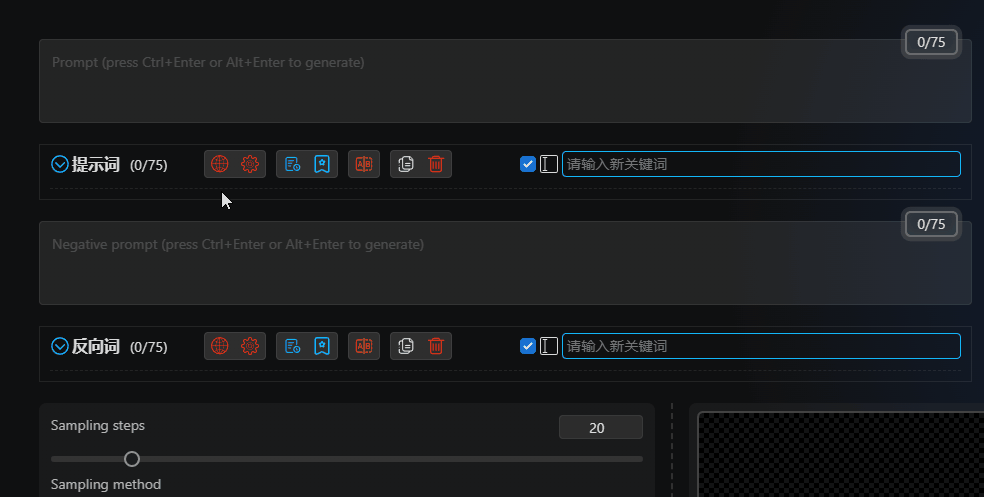 0/75
Prompt (press Ctrl+Enter or Alt+Enter to generate)
提示词 (0/75) 请输入新关键词
0/75
Negative prompt (press Ctrl+Enter or Alt+Enter to generate)
反向词 (0/75) 请输入新关键词
Sampling steps 20
Sampling method